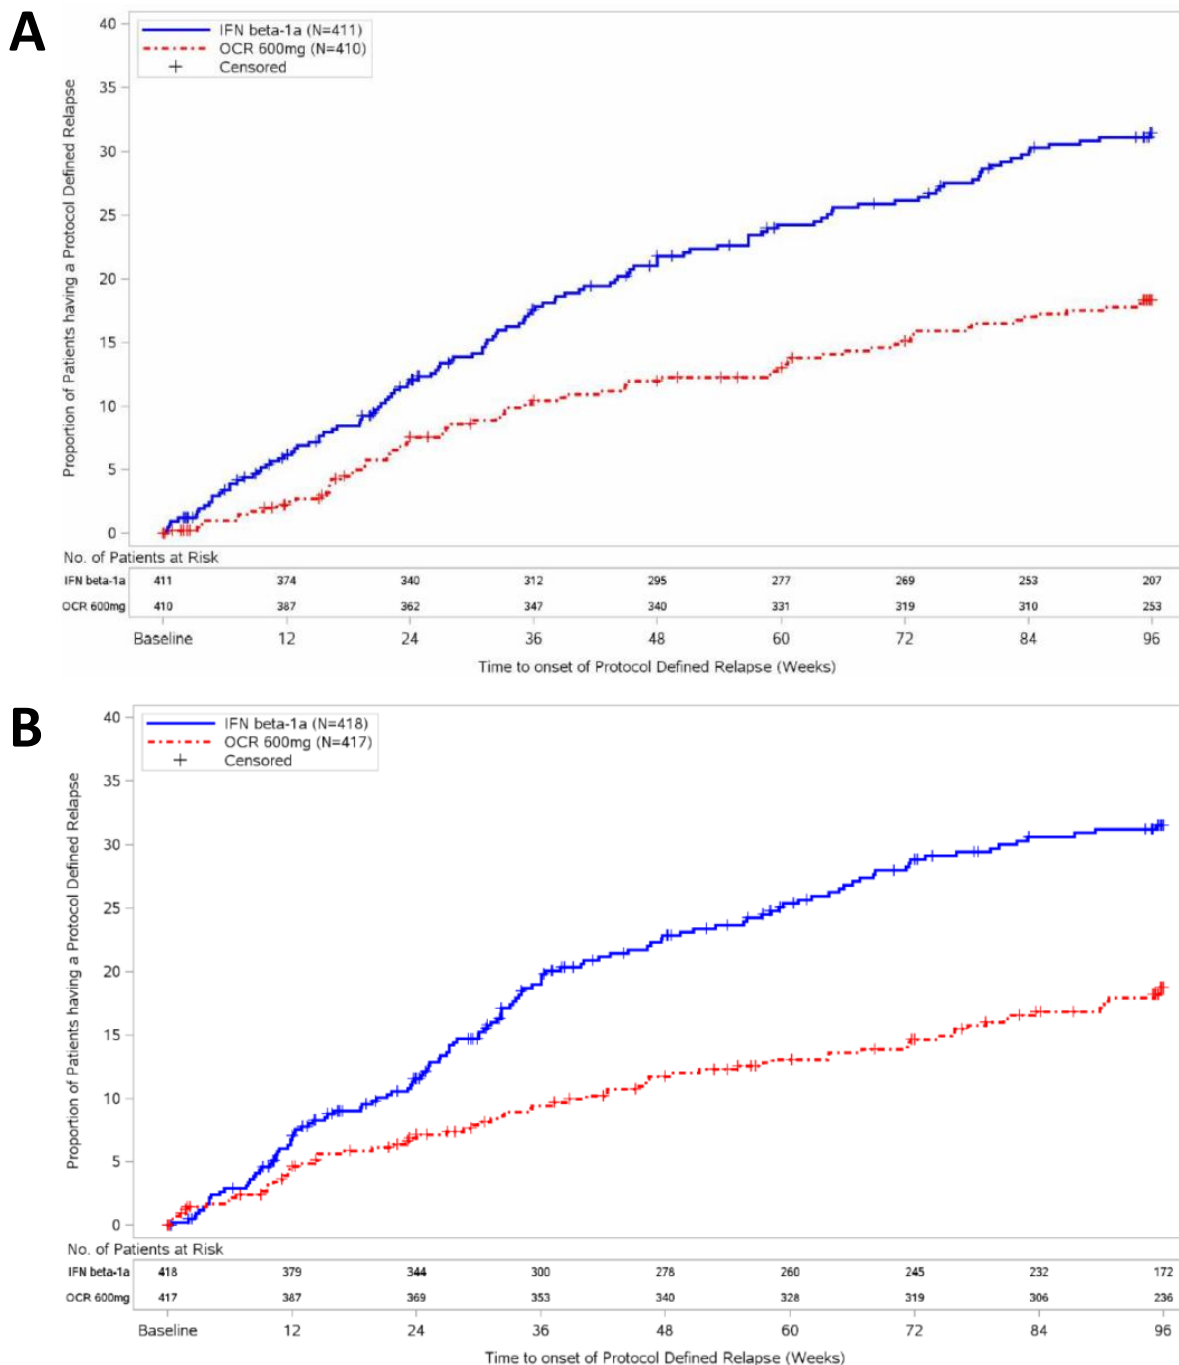 A
IFN beta-1a (N=411)
OCR 600mg (N=410)
Censored
Proportion of Patients having a Protocol Defined Relapse
40
35
30
25
20
15
10
5
0
No. of Patients at Risk
IFN beta-1a 411 374 340 312 295 277 269 253 207
OCR 600mg 410 387 362 347 340 331 319 310 253
Baseline 12 24 36 48 60 72 84 96
Time to onset of Protocol Defined Relapse (Weeks)
B
IFN beta-1a (N=418)
OCR 600mg (N=417)
Censored
Proportion of Patients having a Protocol Defined Relapse
40
35
30
25
20
15
10
5
0
No. of Patients at Risk
IFN beta-1a 418 379 344 300 278 260 245 232 172
OCR 600mg 417 387 369 353 340 328 319 306 236
Baseline 12 24 36 48 60 72 84 96
Time to onset of Protocol Defined Relapse (Weeks)